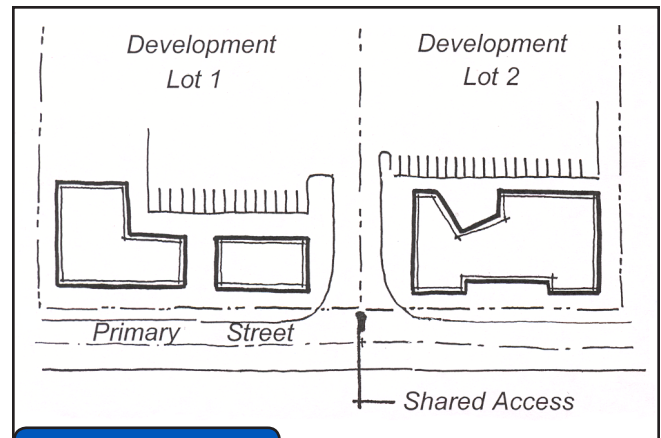 Development
Lot 1
Development
Lot 2
Primary Street
Shared Access